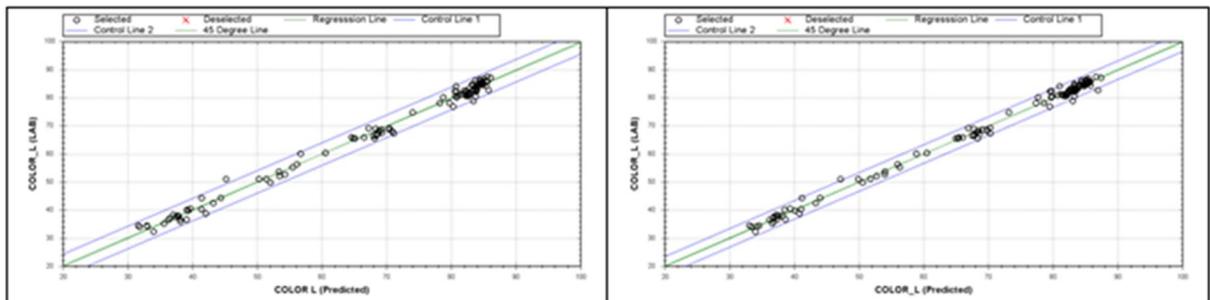 Selected Deselected Regresssion Line Control Line 1
Control Line 2 45 Degree Line
100
90
80
70
60
50
40
30
20
COLOR_L (LAB)
20 30 40 50 60 70 80 90 100
COLOR L (Predicted)
Selected Deselected Regresssion Line Control Line 1
Control Line 2 45 Degree Line
100
90
80
70
60
50
40
30
20
COLOR_L (LAB)
20 30 40 50 60 70 80 90 100
COLOR_L (Predicted)